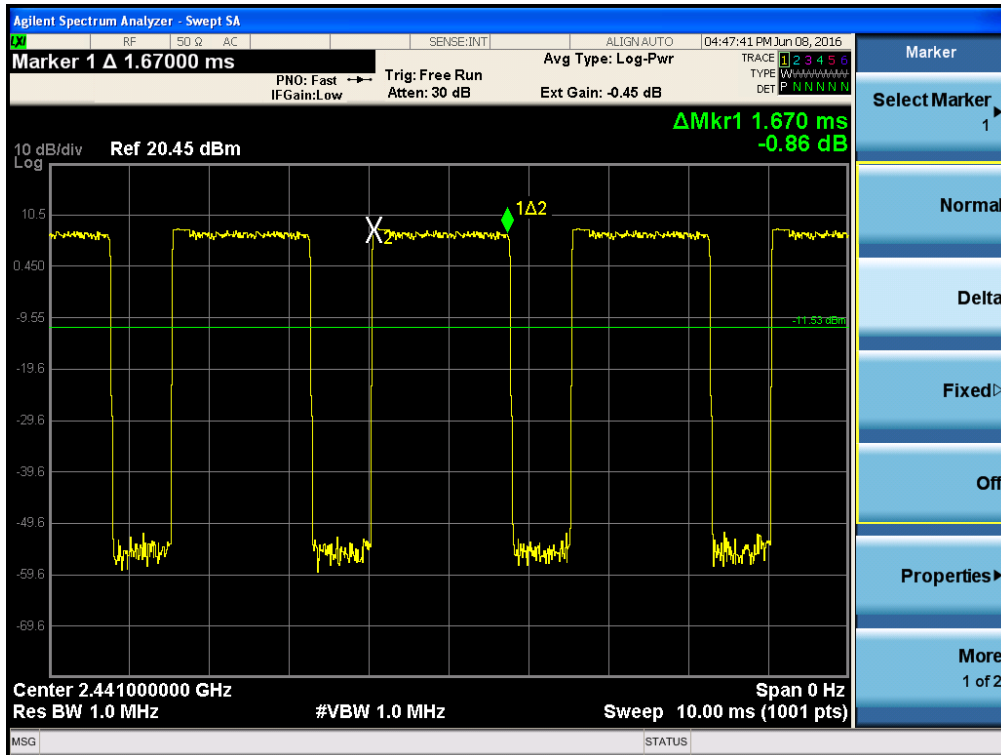 Agilent Spectrum Analyzer - Swept SA
LXI RF 50 Ω AC SENSE:INT ALIGN AUTO 04:47:41 PM Jun 08, 2016
Marker 1 Δ 1.67000 ms
PNO: Fast
IFGain:Low
Trig: Free Run
Atten: 30 dB
Avg Type: Log-Pwr
Ext Gain: -0.45 dB
TRACE 1 2 3 4 5 6
TYPE W
DET P N N N N N
ΔMkr1 1.670 ms
-0.86 dB
10 dB/div Ref 20.45 dBm
Log
10.5
0.450
-9.55
-19.6
-29.6
-39.6
-49.6
-59.6
-69.6
X2
1Δ2
-11.53 dBm
Center 2.441000000 GHz
Span 0 Hz
Res BW 1.0 MHz
#VBW 1.0 MHz
Sweep 10.00 ms (1001 pts)
MSG
STATUS
Marker
Select Marker
1
Normal
Delta
Fixed
Off
Properties
More
1 of 2